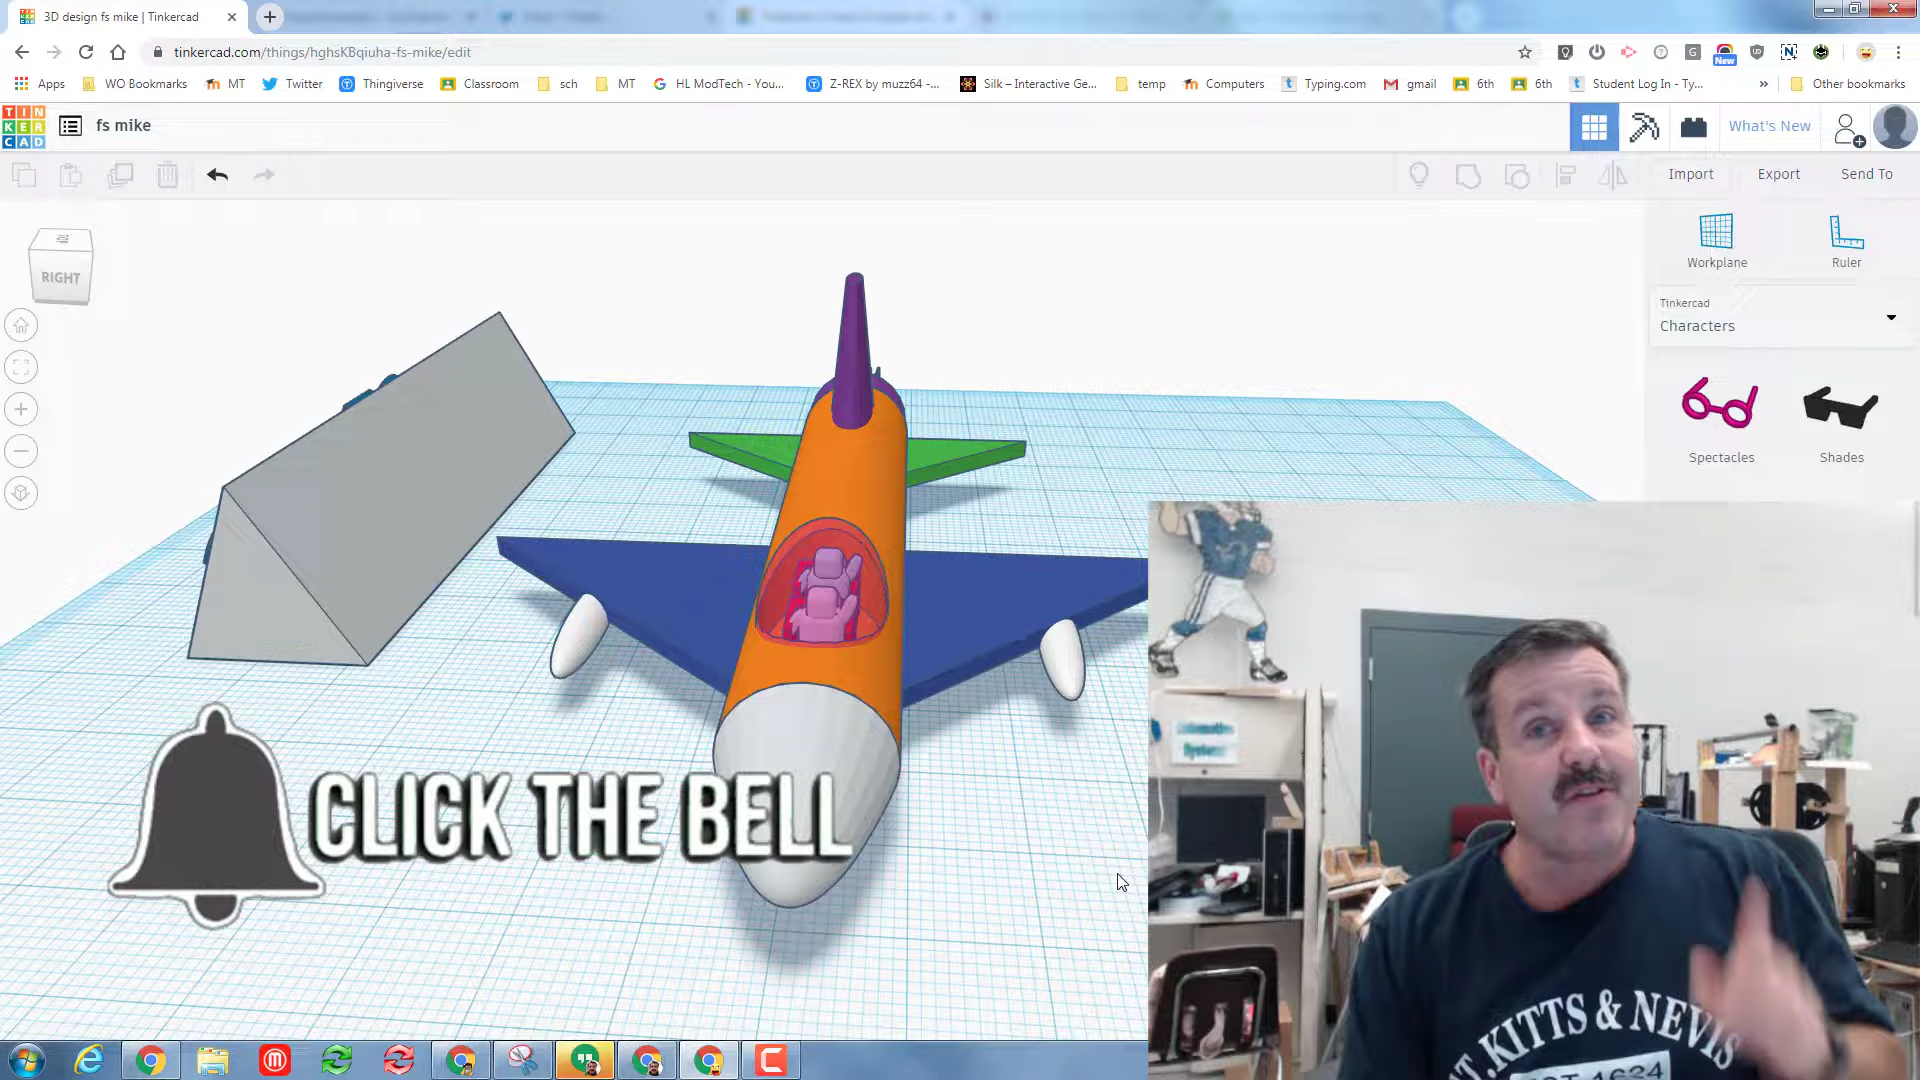 3D design fs mike | Tinkercad
tinkercad.com/things/hghsKBqiuha-fs-mike/edit
New
Apps
WO Bookmarks
MT
Twitter
Thingiverse
Classroom
sch
MT
HL ModTech - You...
Z-REX by muzz64 -...
Silk – Interactive Ge...
temp
Computers
Typing.com
gmail
6th
6th
Student Log In - Ty...
»
Other bookmarks
TIN
KER
CAD
fs mike
What's New
Import
Export
Send To
RIGHT
Workplane
Ruler
Tinkercad
Characters
Spectacles
Shades
CLICK THE BELL
T.KITTS & NEVIS